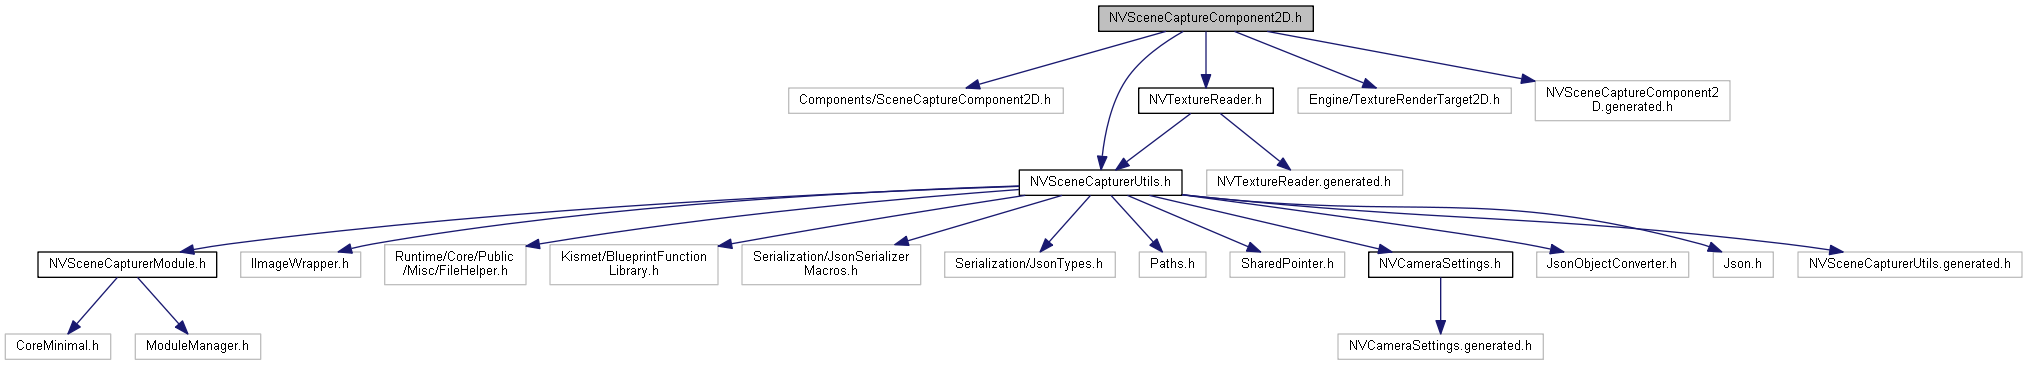 NVSceneCaptureComponent2D.h
Components/SceneCaptureComponent2D.h
NVTextureReader.h
Engine/TextureRenderTarget2D.h
NVSceneCaptureComponent2
D.generated.h
NVSceneCapturerUtils.h
NVTextureReader.generated.h
NVSceneCapturerModule.h
IImageWrapper.h
Runtime/Core/Public
/Misc/FileHelper.h
Kismet/BlueprintFunction
Library.h
Serialization/JsonSerializer
Macros.h
Serialization/JsonTypes.h
Paths.h
SharedPointer.h
NVCameraSettings.h
JsonObjectConverter.h
Json.h
NVSceneCapturerUtils.generated.h
CoreMinimal.h
ModuleManager.h
NVCameraSettings.generated.h